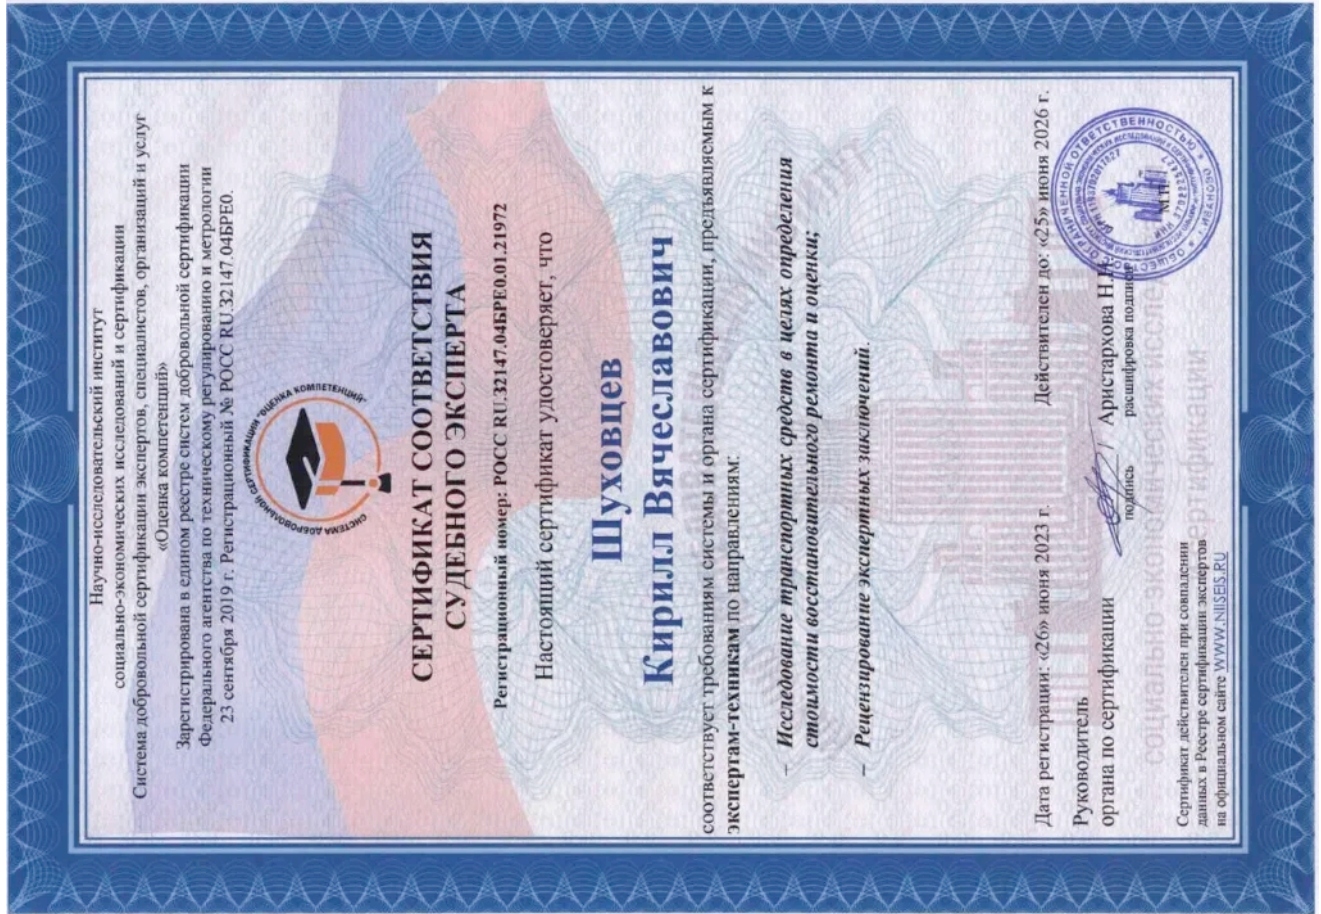 Научно-исследовательский институт
социально-экономических исследований и сертификации
Система добровольной сертификации экспертов, специалистов, организаций и услуг
«Оценка компетенций»
Зарегистрирована в едином реестре систем добровольной сертификации
Федерального агентства по техническому регулированию и метрологии
23 сентября 2019 г. Регистрационный № РОСС RU.32147.04БРЕ0.
СИСТЕМА ДОБРОВОЛЬНОЙ СЕРТИФИКАЦИИ "ОЦЕНКА КОМПЕТЕНЦИЙ"
СЕРТИФИКАТ СООТВЕТСТВИЯ
СУДЕБНОГО ЭКСПЕРТА
Регистрационный номер: РОСС RU.32147.04БРЕ0.01.21972
Настоящий сертификат удостоверяет, что
Шуховцев
Кирилл Вячеславович
соответствует требованиям системы и органа сертификации, предъявляемым к
экспертам-техникам по направлениям:
– Исследование транспортных средств в целях определения
стоимости восстановительного ремонта и оценки;
– Рецензирование экспертных заключений.
Дата регистрации: «26» июня 2023 г. Действителен до: «25» июня 2026 г.
Руководитель
органа по сертификации / Аристархова Н.И.
подпись расшифровка подписи
М.П.
Сертификат действителен при совпадении
данных в Реестре сертификации экспертов
на официальном сайте WWW.NIISEIS.RU